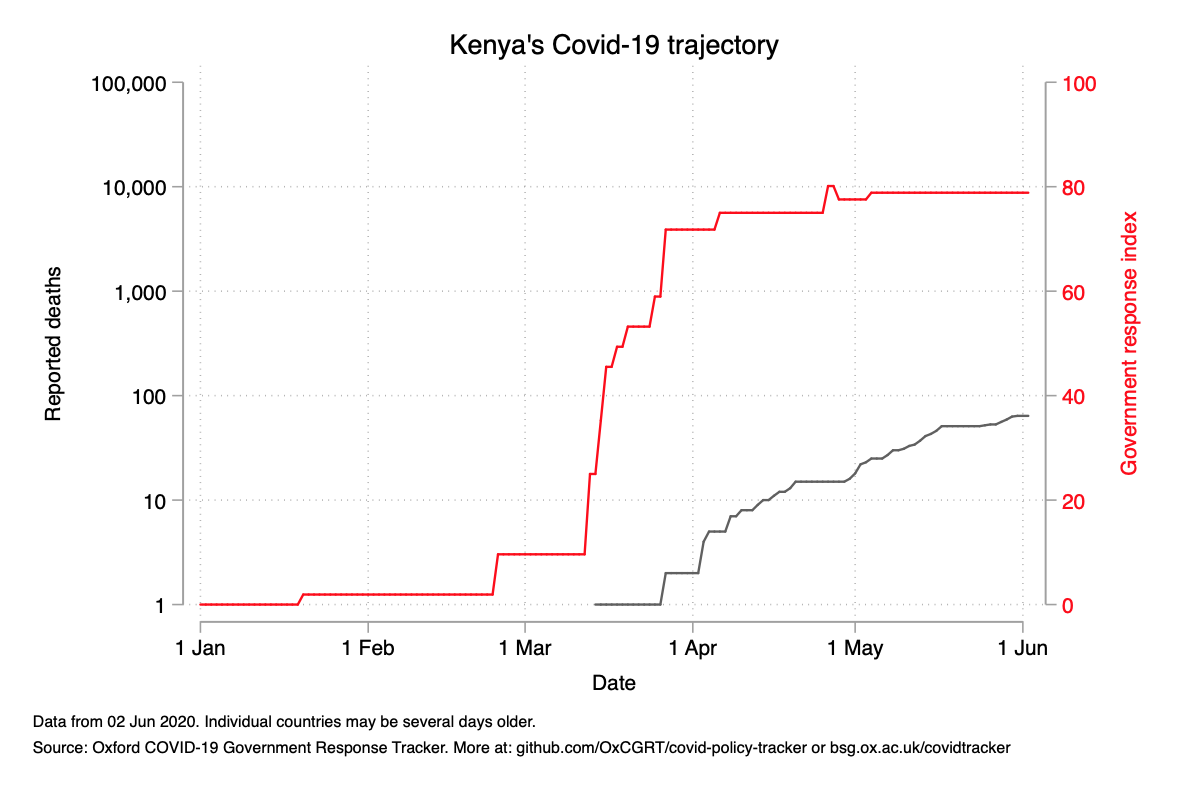 Kenya's Covid-19 trajectory
100,000
10,000
1,000
100
10
1
Reported deaths
100
80
60
40
20
0
Government response index
1 Jan
1 Feb
1 Mar
1 Apr
1 May
1 Jun
Date
Data from 02 Jun 2020. Individual countries may be several days older.
Source: Oxford COVID-19 Government Response Tracker. More at: github.com/OxCGRT/covid-policy-tracker or bsg.ox.ac.uk/covidtracker